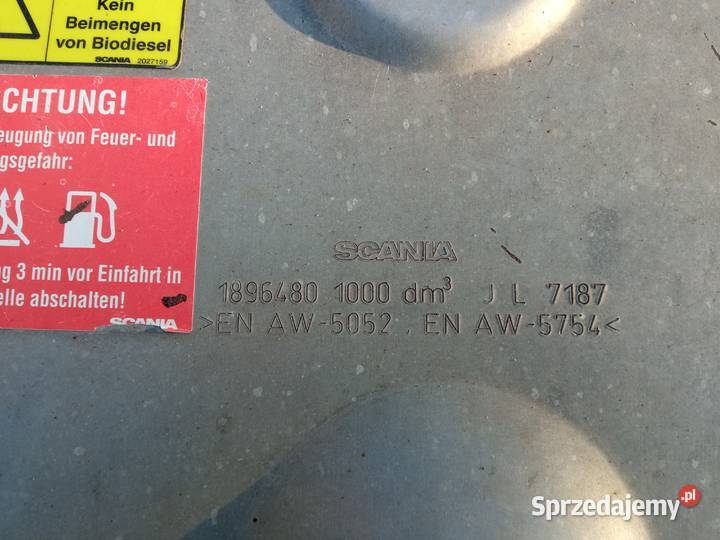 Kein
Beimengen
von Biodiesel
SCANIA 2027159
CHTUNG!
eugung von Feuer- und
gsgefahr:
g 3 min vor Einfahrt in
elle abschalten!
SCANIA
SCANIA
1896480 1000 dm³ J L 7187
>EN AW-5052 , EN AW-5754<
Sprzedajemy.pl